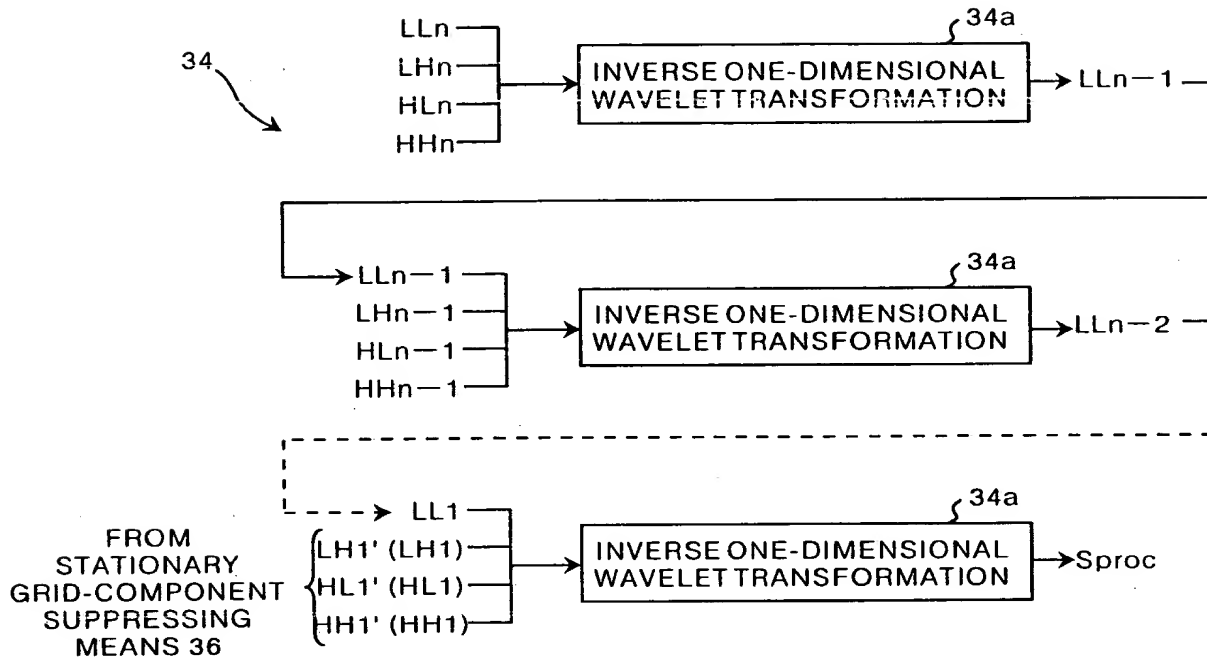 34
LLn
LHn
HLn
HHn
34a
INVERSE ONE-DIMENSIONAL
WAVELET TRANSFORMATION
LLn-1
LLn-1
LHn-1
HLn-1
HHn-1
34a
INVERSE ONE-DIMENSIONAL
WAVELET TRANSFORMATION
LLn-2
FROM
STATIONARY
GRID-COMPONENT
SUPPRESSING
MEANS 36
LL1
LH1' (LH1)
HL1' (HL1)
HH1' (HH1)
34a
INVERSE ONE-DIMENSIONAL
WAVELET TRANSFORMATION
Sproc